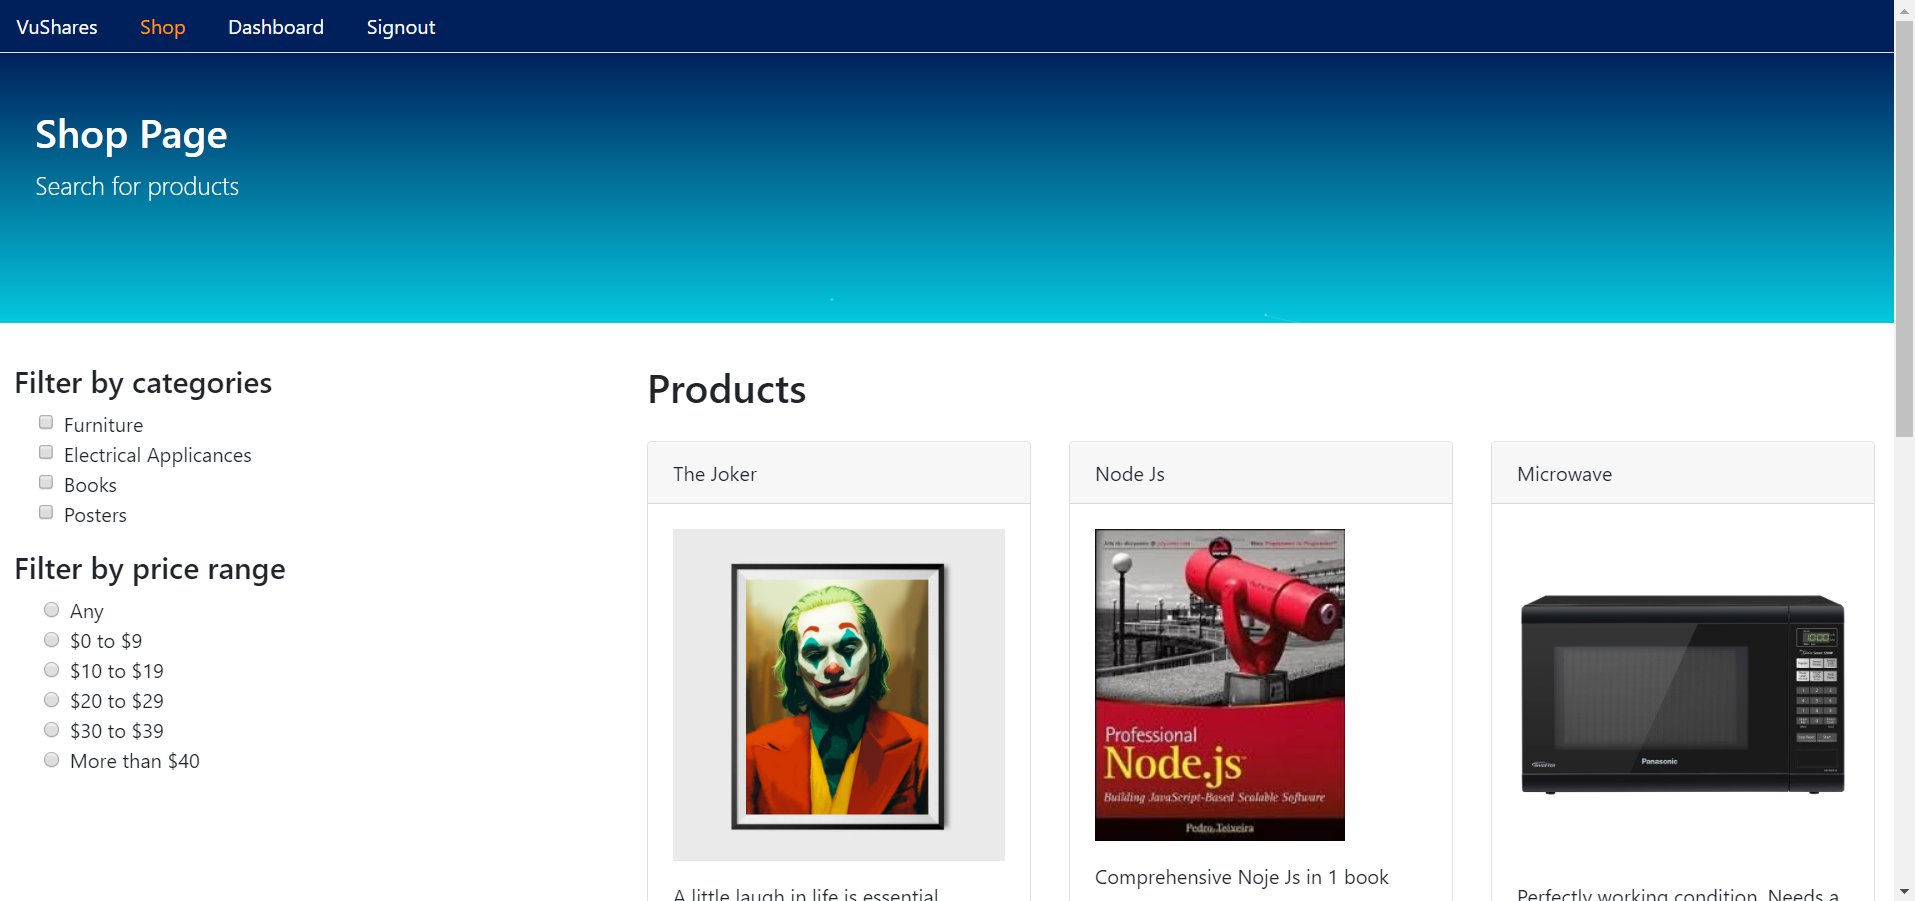 VuShares Shop Dashboard Signout
Shop Page
Search for products
Filter by categories
Furniture
Electrical Applicances
Books
Posters
Filter by price range
Any
$0 to $9
$10 to $19
$20 to $29
$30 to $39
More than $40
Products
The Joker
A little laugh in life is essential
Node Js
Professional
Node.js
Building JavaScript-Based Scalable Software
Pedro Teixeira
Comprehensive Noje Js in 1 book
Microwave
10:00
Panasonic
Perfectly working condition. Needs a